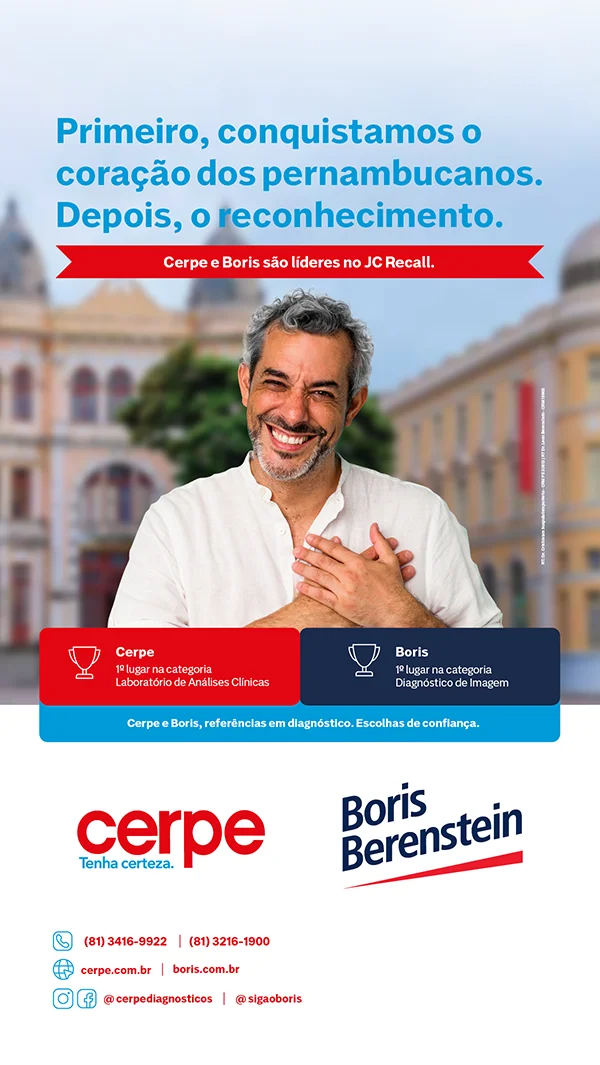 Primeiro, conquistamos o
coração dos pernambucanos.
Depois, o reconhecimento.
Cerpe e Boris são líderes no JC Recall.
Cerpe
1º lugar na categoria
Laboratório de Análises Clínicas
Boris
1º lugar na categoria
Diagnóstico de Imagem
Cerpe e Boris, referências em diagnóstico. Escolhas de confiança.
cerpe
Tenha certeza.
Boris
Berenstein
(81) 3416-9922 | (81) 3216-1900
cerpe.com.br | boris.com.br
@cerpediagnosticos | @sigaoboris